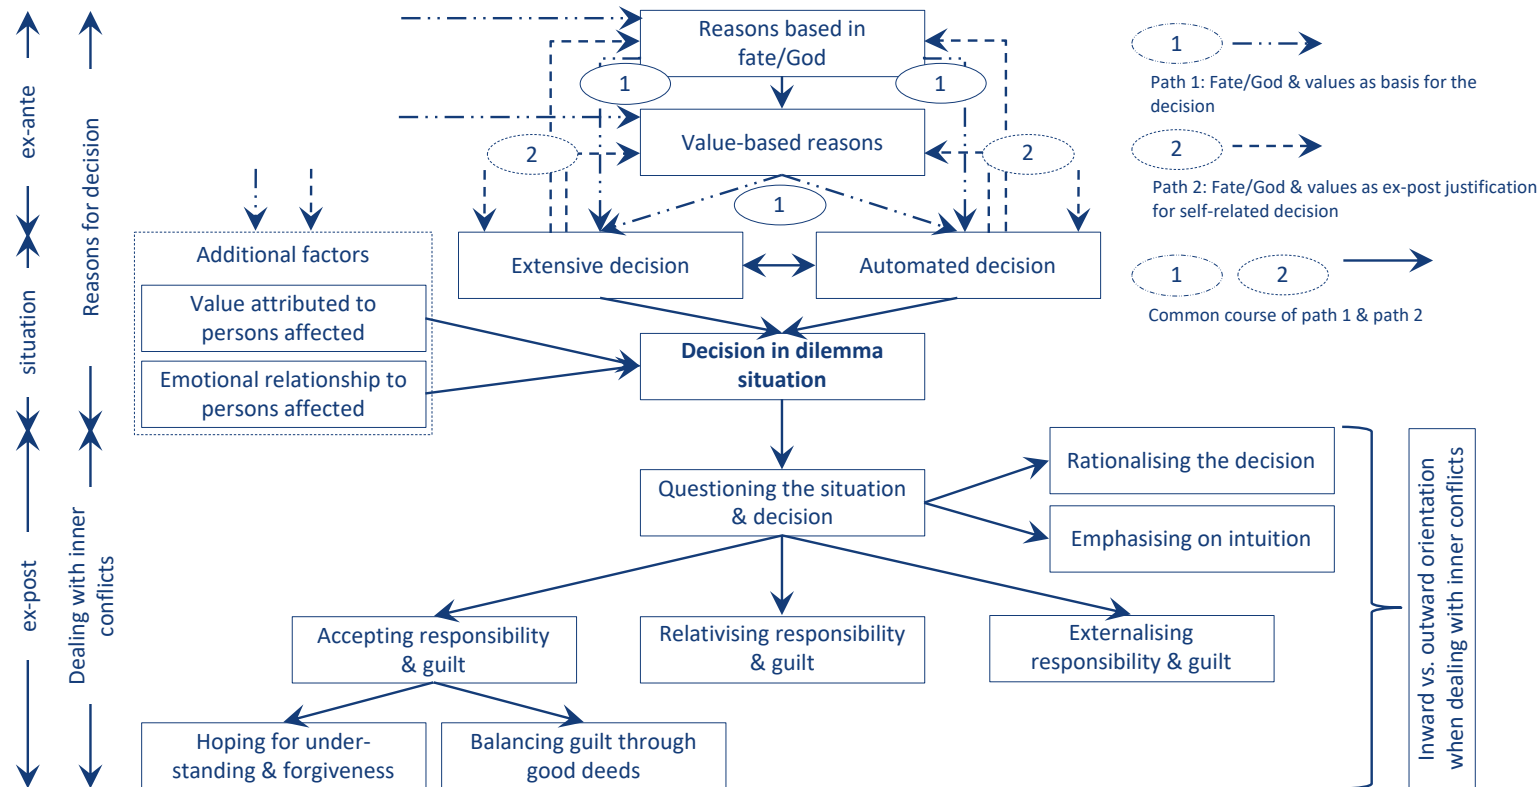 ex-ante
situation
ex-post
Reasons for decision
Dealing with inner
conflicts
Reasons based in
fate/God
1
1
Value-based reasons
2
2
1
Additional factors
Value attributed to
persons affected
Emotional relationship to
persons affected
Extensive decision
Automated decision
Decision in dilemma
situation
Questioning the situation
& decision
Rationalising the decision
Emphasising on intuition
Accepting responsibility
& guilt
Relativising responsibility
& guilt
Externalising
responsibility & guilt
Hoping for under-
standing & forgiveness
Balancing guilt through
good deeds
Inward vs. outward orientation
when dealing with inner conflicts
1
Path 1: Fate/God & values as basis for the
decision
2
Path 2: Fate/God & values as ex-post justification
for self-related decision
1
2
Common course of path 1 & path 2